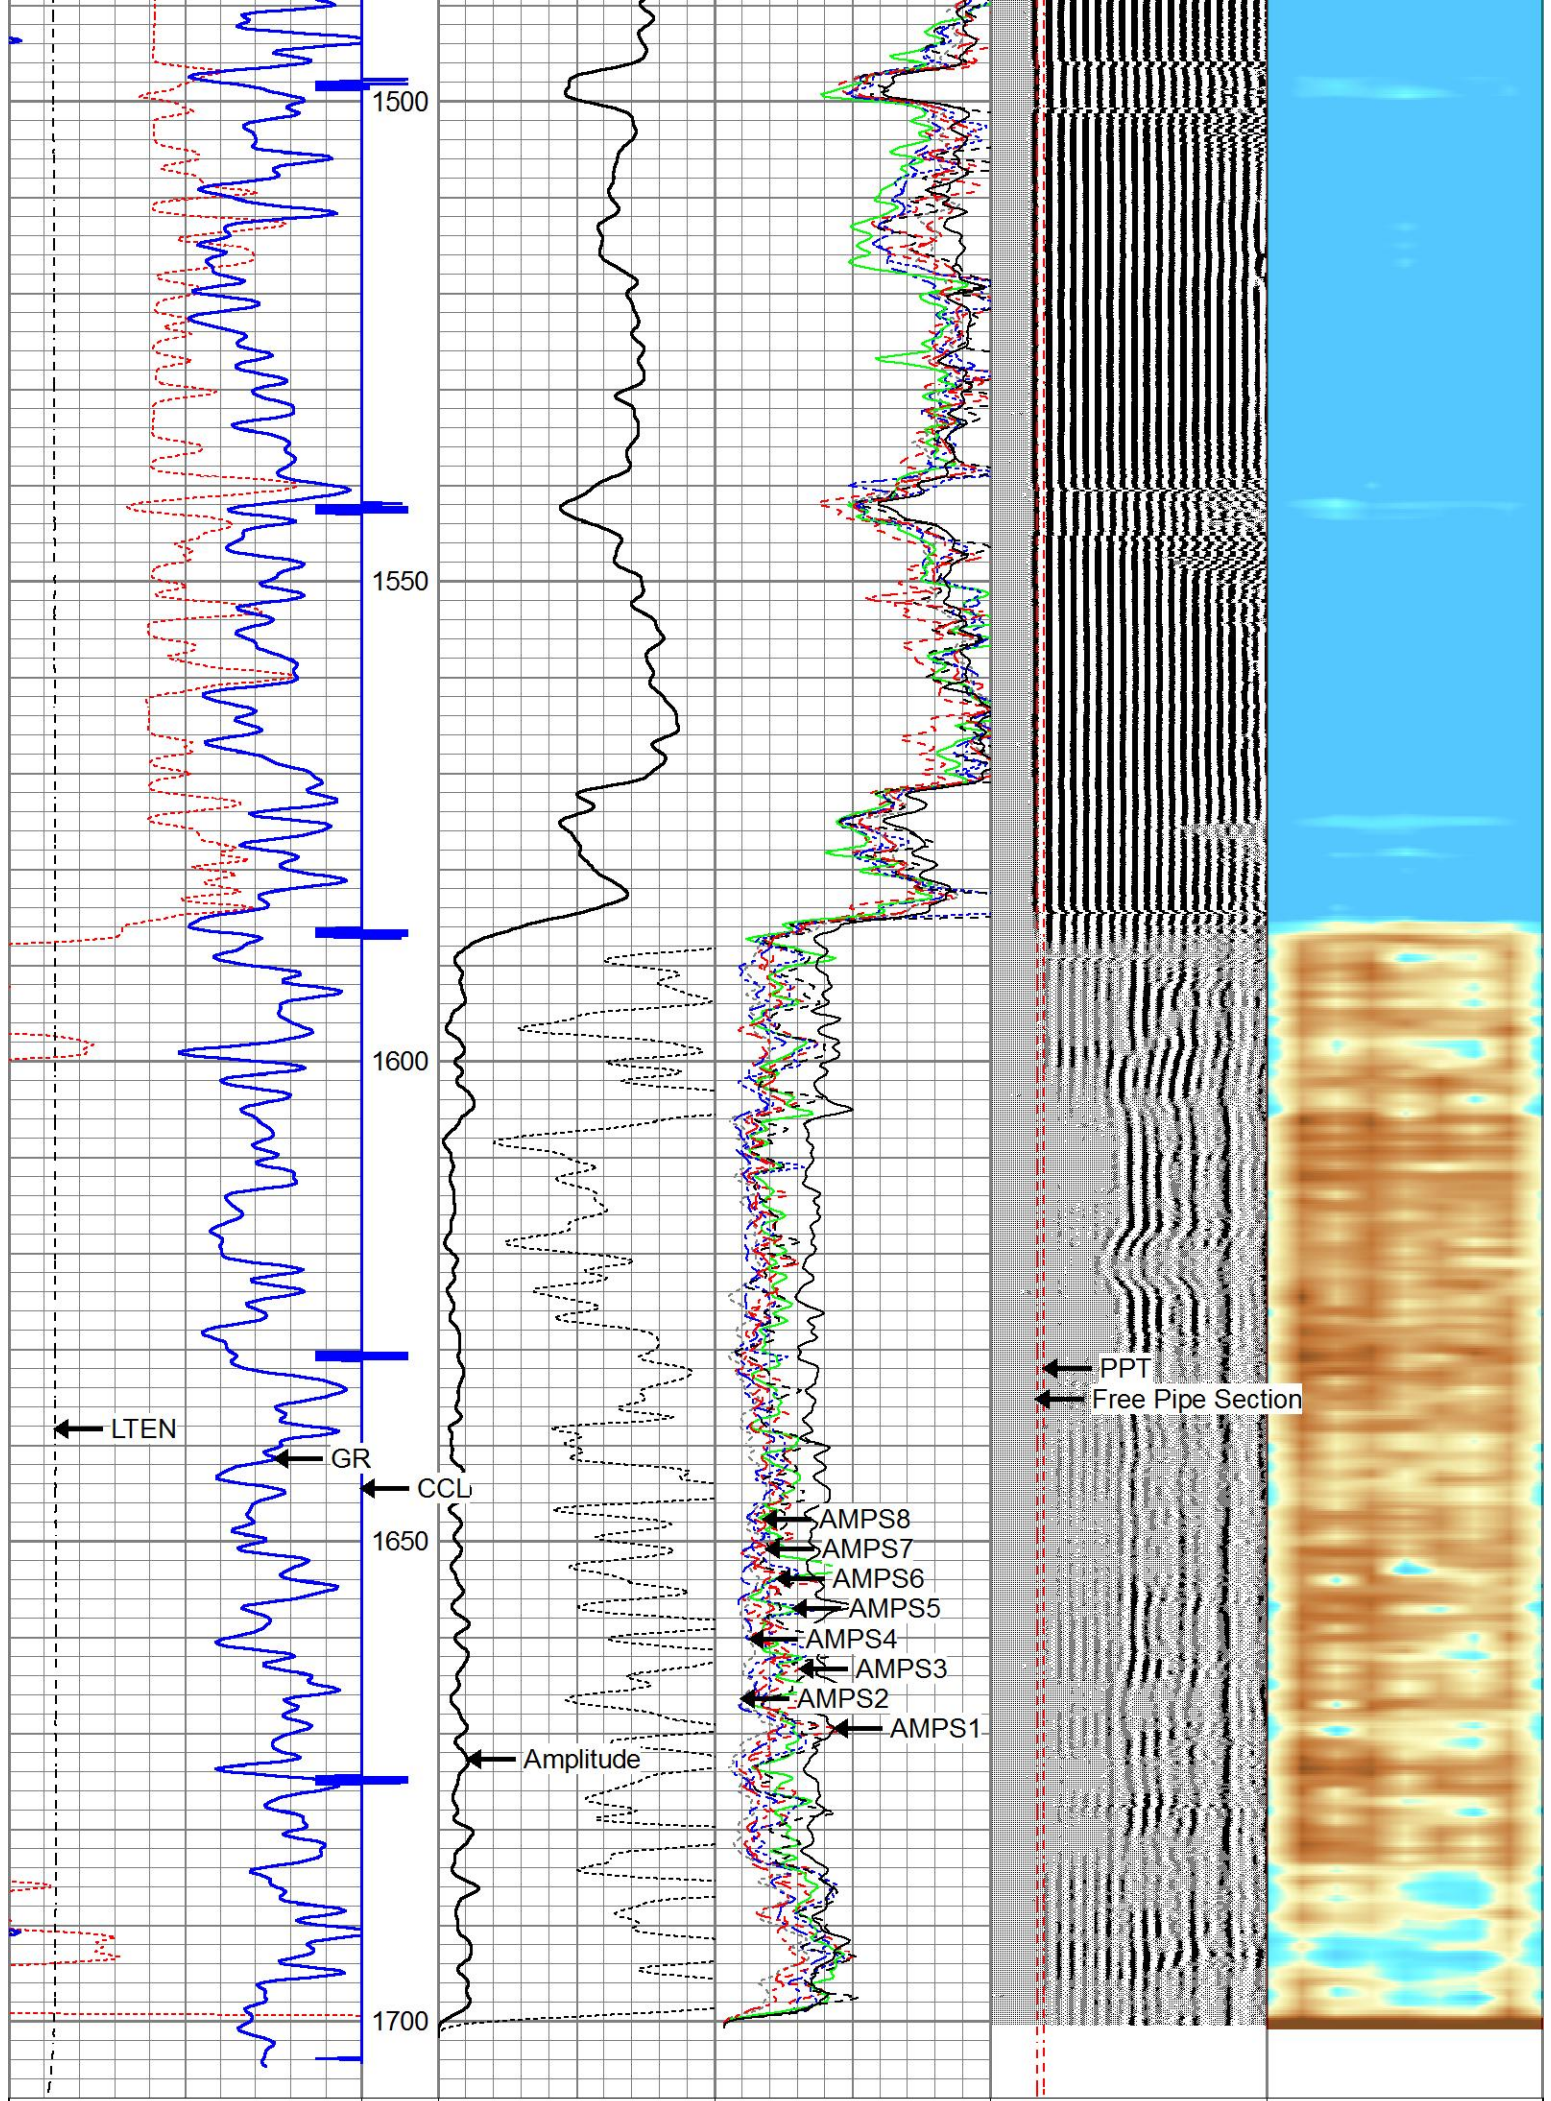 1500
1550
1600
PPT
Free Pipe Section
LTEN
GR
CCL
AMPS8
1650
AMPS7
AMPS6
AMPS5
AMPS4
AMPS3
AMPS2
AMPS1
Amplitude
1700